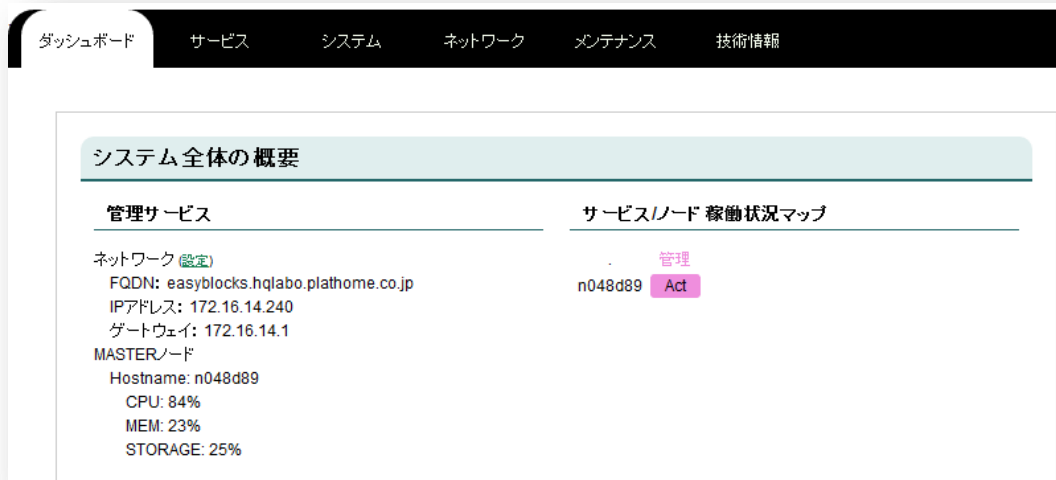 ダッシュボード サービス システム ネットワーク メンテナンス 技術情報
システム全体の概要
管理サービス
ネットワーク (設定)
FQDN: easyblocks.hqlabo.plathome.co.jp
IPアドレス: 172.16.14.240
ゲートウェイ: 172.16.14.1
MASTERノード
Hostname: n048d89
CPU: 84%
MEM: 23%
STORAGE: 25%
サービス/ノード 稼働状況マップ
. 管理
n048d89 Act